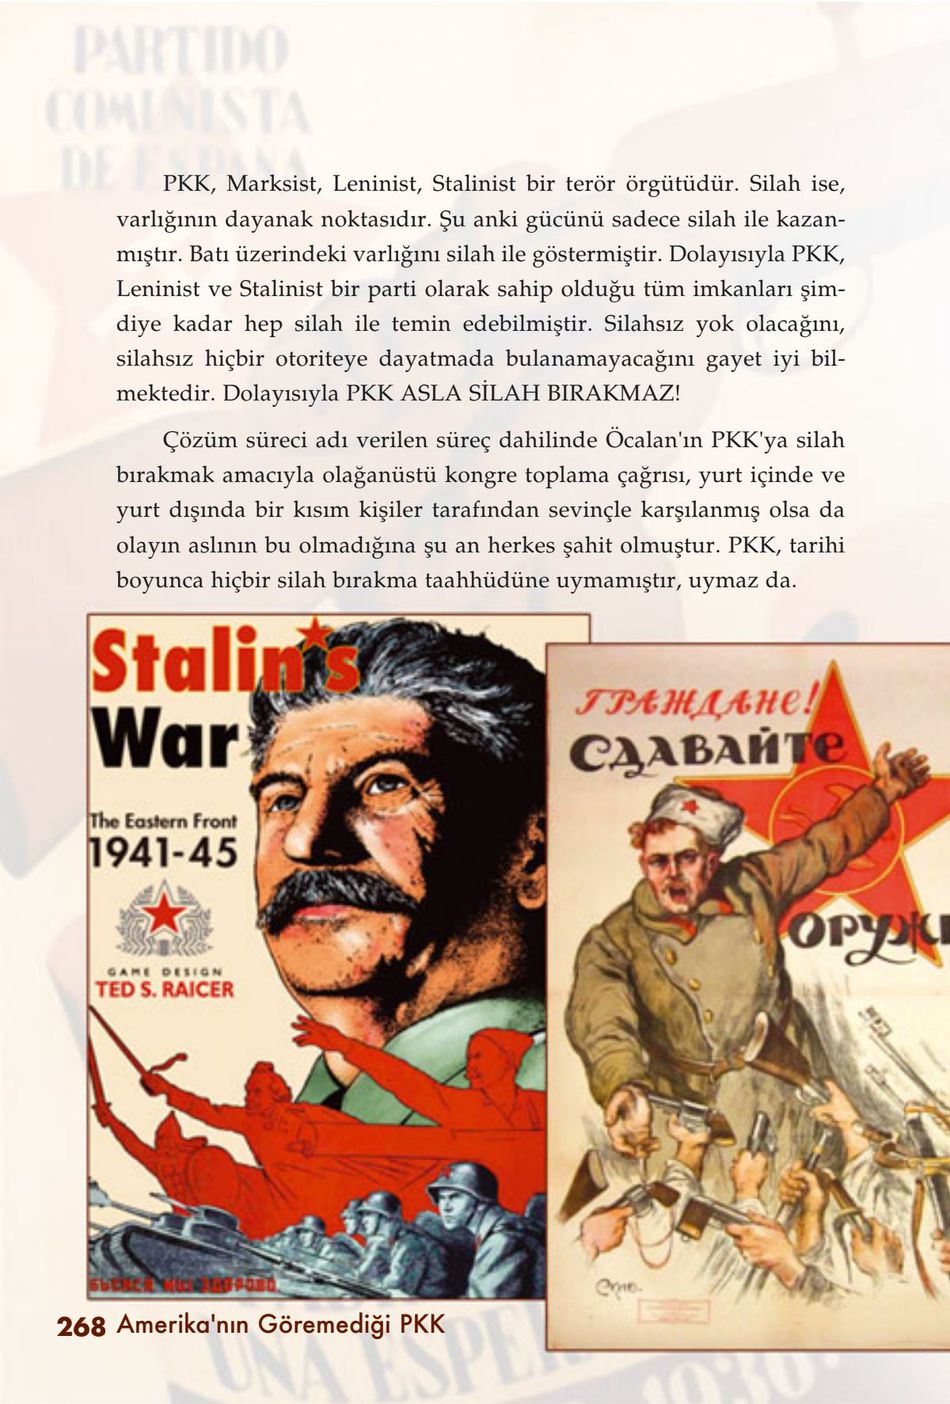 PARTIDO
COMUNISTA
DE ESPAÑA
PKK, Marksist, Leninist, Stalinist bir terör örgütüdür. Silah ise,
varlığının dayanak noktasıdır. Şu anki gücünü sadece silah ile kazan-
mıştır. Batı üzerindeki varlığını silah ile göstermiştir. Dolayısıyla PKK,
Leninist ve Stalinist bir parti olarak sahip olduğu tüm imkanları şim-
diye kadar hep silah ile temin edebilmiştir. Silahsız yok olacağını,
silahsız hiçbir otoriteye dayatmada bulanamayacağını gayet iyi bil-
mektedir. Dolayısıyla PKK ASLA SİLAH BIRAKMAZ!
Çözüm süreci adı verilen süreç dahilinde Öcalan'ın PKK'ya silah
bırakmak amacıyla olağanüstü kongre toplama çağrısı, yurt içinde ve
yurt dışında bir kısım kişiler tarafından sevinçle karşılanmış olsa da
olayın aslının bu olmadığına şu an herkes şahit olmuştur. PKK, tarihi
boyunca hiçbir silah bırakma taahhüdüne uymamıştır, uymaz da.
Stalin's
War
The Eastern Front
1941-45
GAME DESIGN
TED S. RAICER
ГРАЖДАНЕ!
СДАВАЙТЕ
ОРУЖИ
268 Amerika'nın Göremediği PKK
UNA ESPE